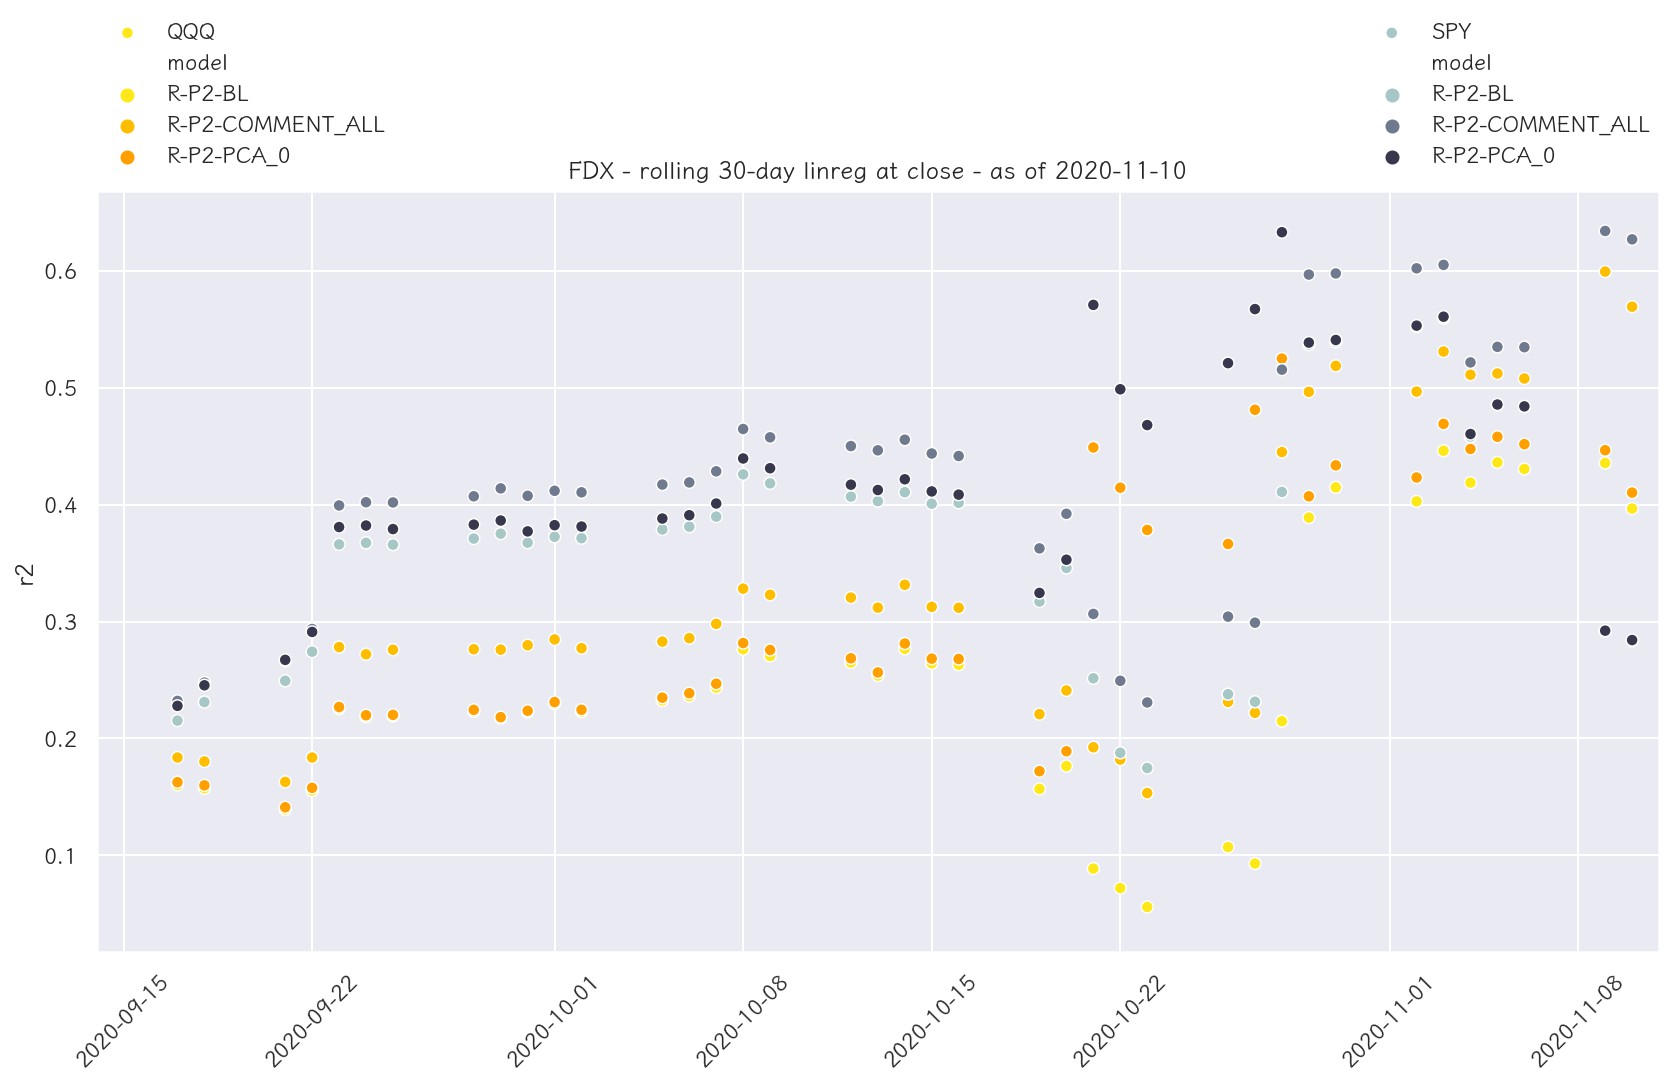 QQQ
model
R-P2-BL
R-P2-COMMENT_ALL
R-P2-PCA_0
SPY
model
R-P2-BL
R-P2-COMMENT_ALL
R-P2-PCA_0
FDX - rolling 30-day linreg at close - as of 2020-11-10
r2
0.6
0.5
0.4
0.3
0.2
0.1
2020-09-15
2020-09-22
2020-10-01
2020-10-08
2020-10-15
2020-10-22
2020-11-01
2020-11-08